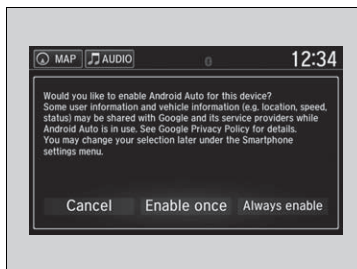 MAP AUDIO 12:34
Would you like to enable Android Auto for this device?
Some user information and vehicle information (e.g. location, speed,
status) may be shared with Google and its service providers while
Android Auto is in use. See Google Privacy Policy for details.
You may change your selection later under the Smartphone
settings menu.
Cancel Enable once Always enable